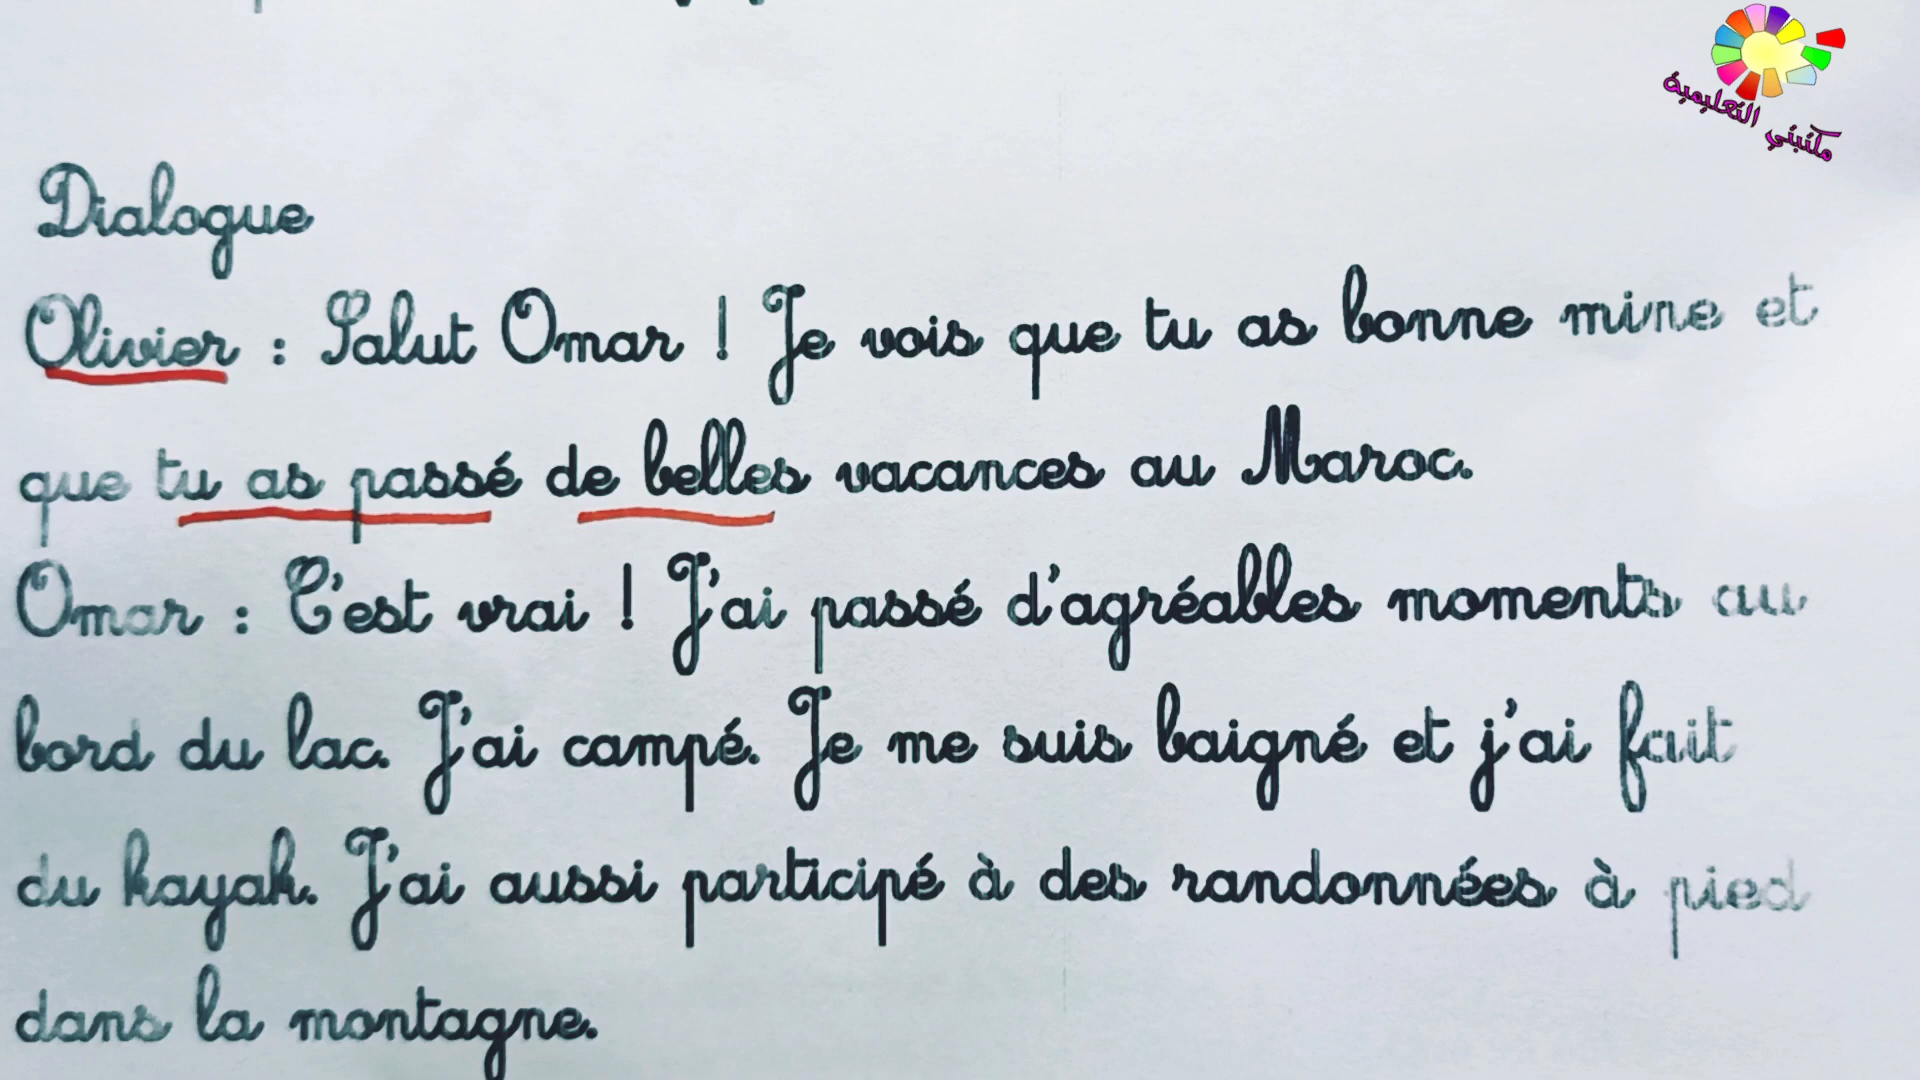 مكتبتي التعليمية
Dialogue
Olivier : Salut Omar ! Je vois que tu as bonne mine et
que tu as passé de belles vacances au Maroc.
Omar : C'est vrai ! J'ai passé d'agréables moments au
bord du lac. J'ai campé. Je me suis baigné et j'ai fait
du kayak. J'ai aussi participé à des randonnées à pied
dans la montagne.